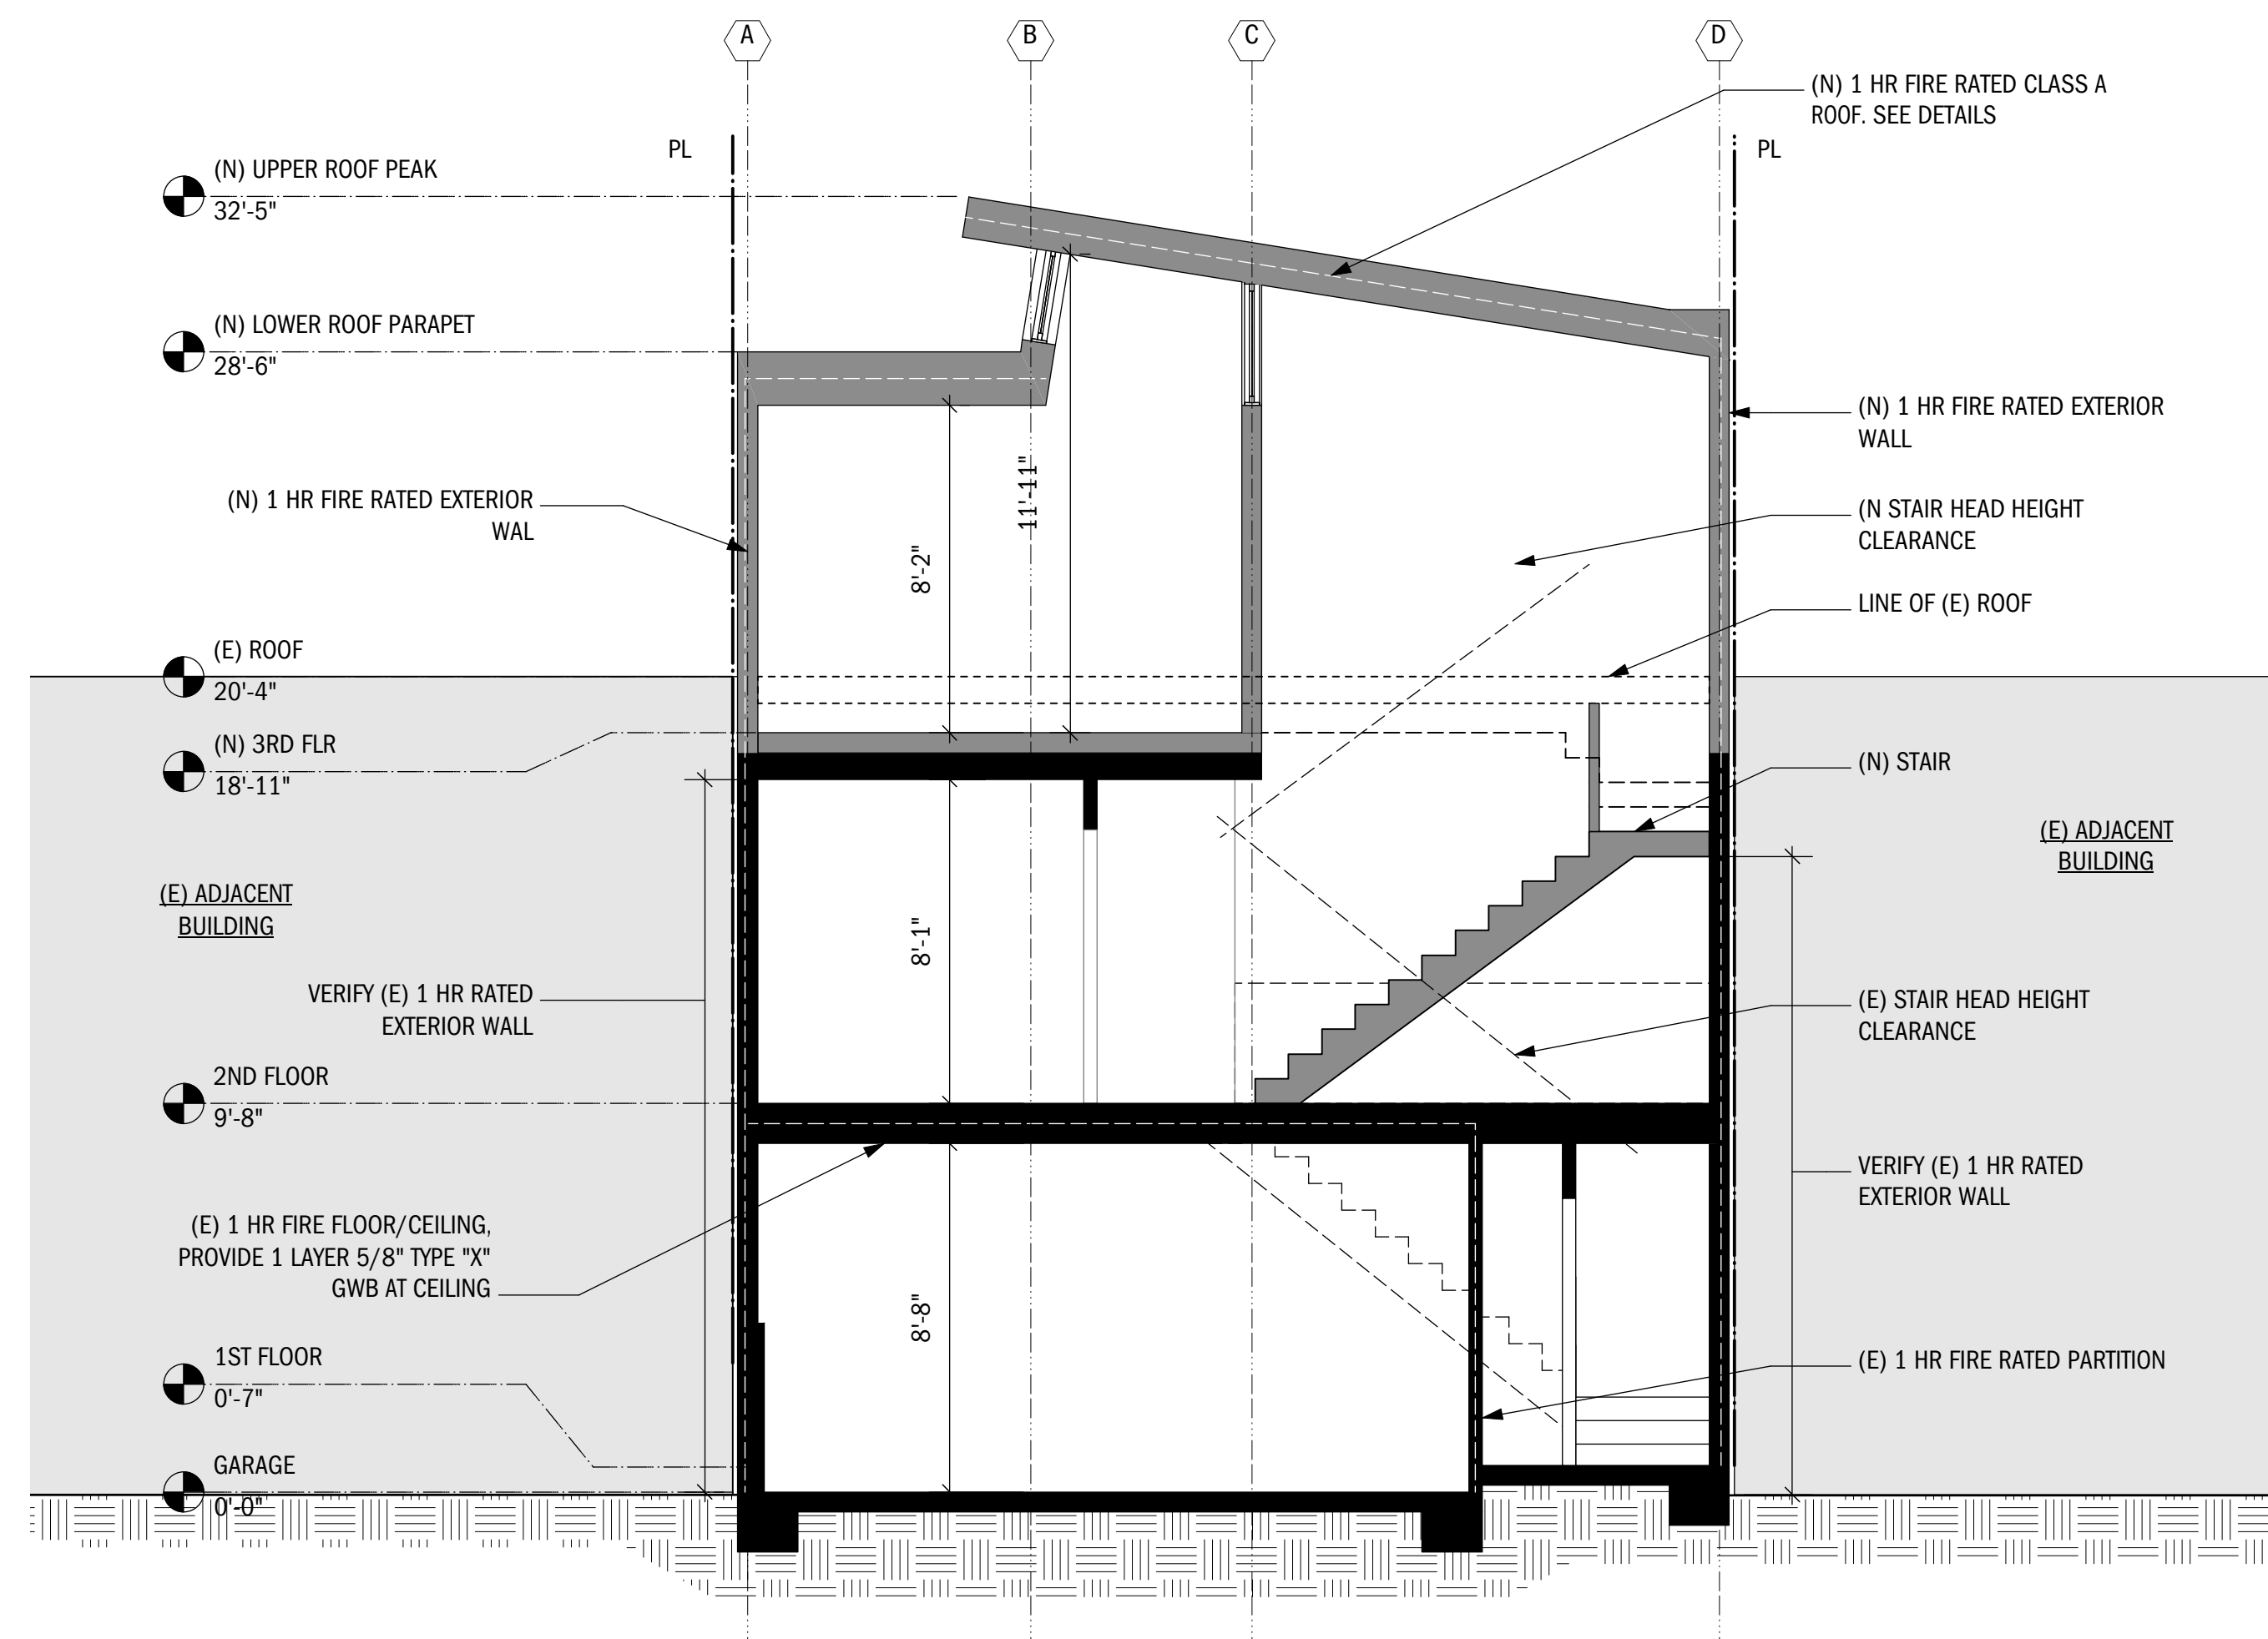 A
B
C
D
(N) 1 HR FIRE RATED CLASS A
ROOF. SEE DETAILS
PL
PL
(N) UPPER ROOF PEAK
32'-5"
(N) LOWER ROOF PARAPET
28'-6"
(N) 1 HR FIRE RATED EXTERIOR
WALL
(N) 1 HR FIRE RATED EXTERIOR
WAL
11'-11"
8'-2"
(N STAIR HEAD HEIGHT
CLEARANCE
LINE OF (E) ROOF
(E) ROOF
20'-4"
(N) 3RD FLR
18'-11"
(N) STAIR
(E) ADJACENT
BUILDING
(E) ADJACENT
BUILDING
8'-1"
VERIFY (E) 1 HR RATED
EXTERIOR WALL
(E) STAIR HEAD HEIGHT
CLEARANCE
2ND FLOOR
9'-8"
VERIFY (E) 1 HR RATED
EXTERIOR WALL
(E) 1 HR FIRE FLOOR/CEILING,
PROVIDE 1 LAYER 5/8" TYPE "X"
GWB AT CEILING
8'-8"
1ST FLOOR
0'-7"
(E) 1 HR FIRE RATED PARTITION
GARAGE
0'-0"